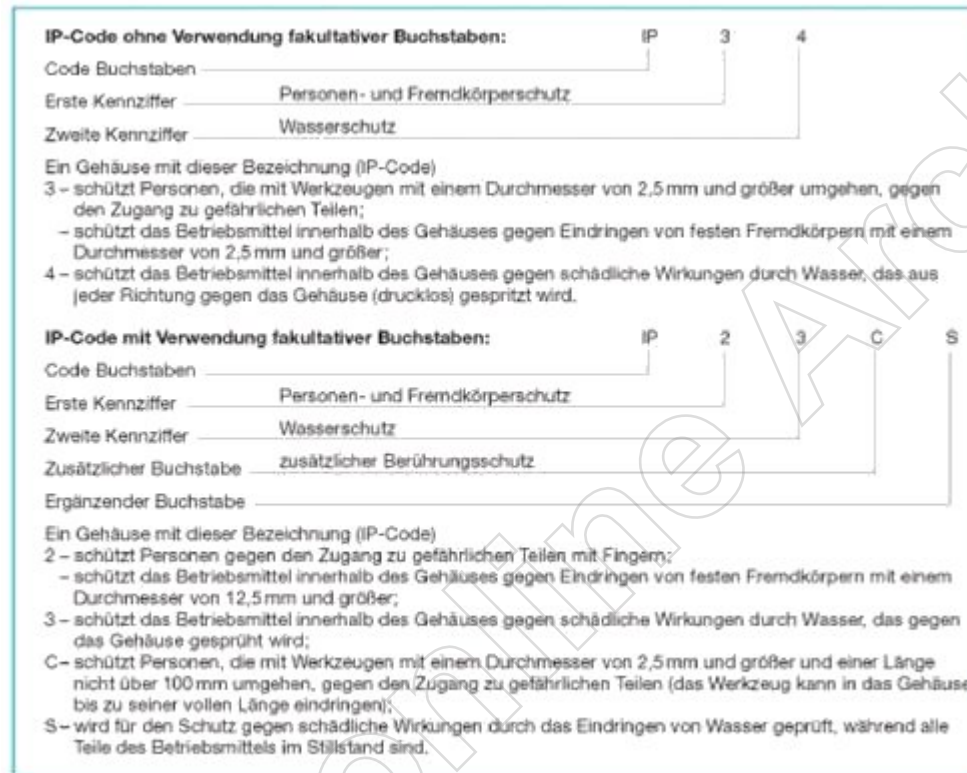 IP-Code ohne Verwendung fakultativer Buchstaben: IP 3 4
Code Buchstaben
Erste Kennziffer Personen- und Fremdkörperschutz
Zweite Kennziffer Wasserschutz
Ein Gehäuse mit dieser Bezeichnung (IP-Code)
3 – schützt Personen, die mit Werkzeugen mit einem Durchmesser von 2,5 mm und größer umgehen, gegen
den Zugang zu gefährlichen Teilen;
– schützt das Betriebsmittel innerhalb des Gehäuses gegen Eindringen von festen Fremdkörpern mit einem
Durchmesser von 2,5 mm und größer;
4 – schützt das Betriebsmittel innerhalb des Gehäuses gegen schädliche Wirkungen durch Wasser, das aus
jeder Richtung gegen das Gehäuse (drucklos) gespritzt wird.
IP-Code mit Verwendung fakultativer Buchstaben: IP 2 3 C S
Code Buchstaben
Erste Kennziffer Personen- und Fremdkörperschutz
Zweite Kennziffer Wasserschutz
Zusätzlicher Buchstabe zusätzlicher Berührungsschutz
Ergänzender Buchstabe
Ein Gehäuse mit dieser Bezeichnung (IP-Code)
2 – schützt Personen gegen den Zugang zu gefährlichen Teilen mit Fingern;
– schützt das Betriebsmittel innerhalb des Gehäuses gegen Eindringen von festen Fremdkörpern mit einem
Durchmesser von 12,5 mm und größer;
3 – schützt das Betriebsmittel innerhalb des Gehäuses gegen schädliche Wirkungen durch Wasser, das gegen
das Gehäuse gesprüht wird;
C – schützt Personen, die mit Werkzeugen mit einem Durchmesser von 2,5 mm und größer und einer Länge
nicht über 100 mm umgehen, gegen den Zugang zu gefährlichen Teilen (das Werkzeug kann in das Gehäuse
bis zu seiner vollen Länge eindringen);
S – wird für den Schutz gegen schädliche Wirkungen durch das Eindringen von Wasser geprüft, während alle
Teile des Betriebsmittels im Stillstand sind.
online Arc